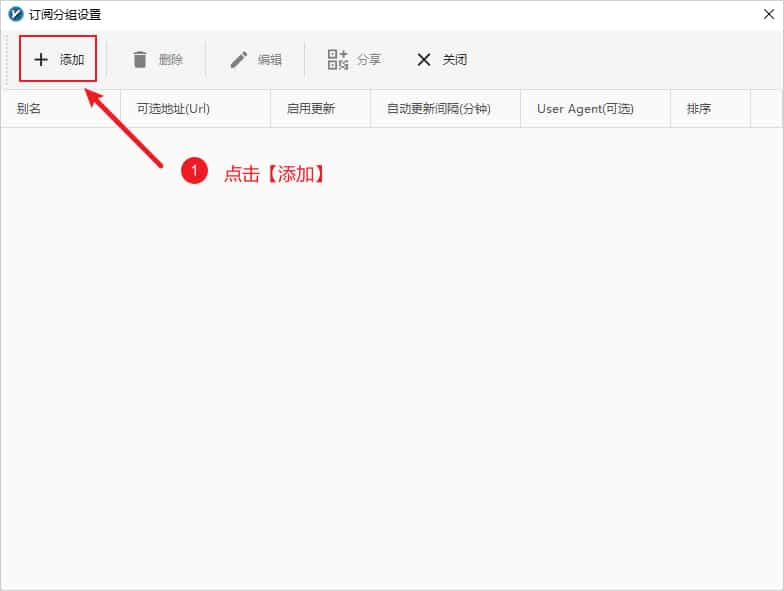 订阅分组设置
添加 删除 编辑 分享 关闭
别名 可选地址(Url) 启用更新 自动更新间隔(分钟) User Agent(可选) 排序
1 点击【添加】